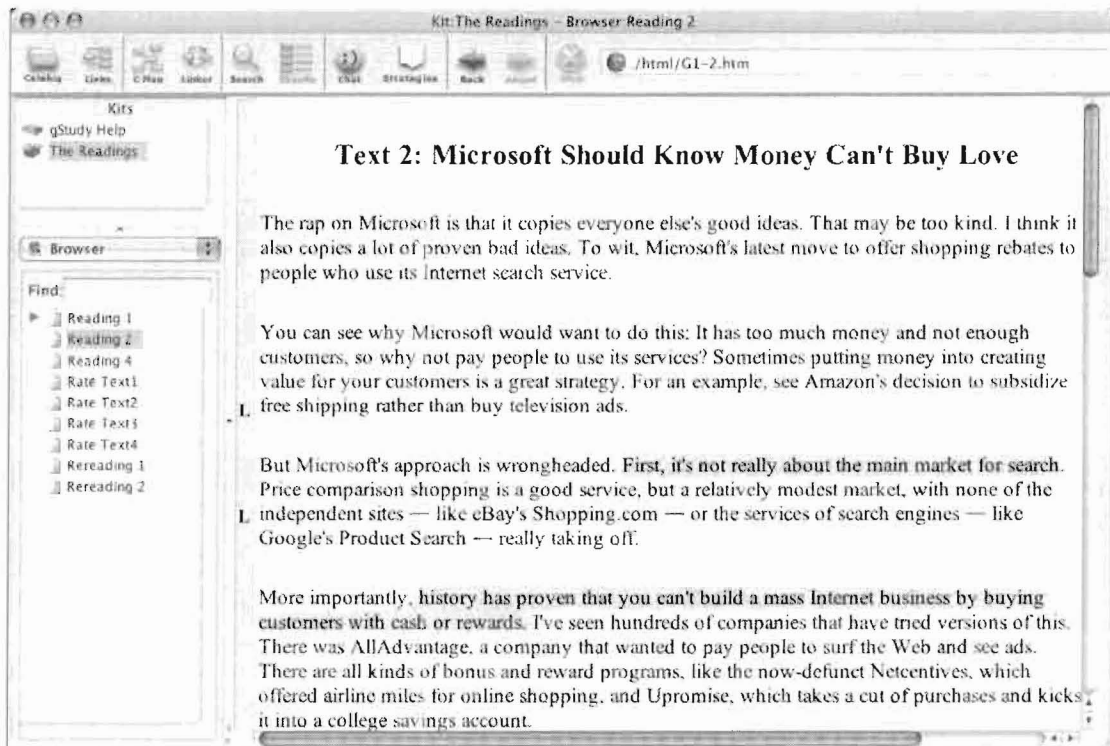 Kit:The Readings – Browser Reading 2
Catalog Links C Map Linker Search Chat Strategies Back
/html/G1-2.htm
Kits
gStudy Help
The Readings
Browser
Find:
Reading 1
Reading 2
Reading 4
Rate Text1
Rate Text2
Rate Text3
Rate Text4
Rereading 1
Rereading 2
Text 2: Microsoft Should Know Money Can't Buy Love
The rap on Microsoft is that it copies everyone else's good ideas. That may be too kind. I think it
also copies a lot of proven bad ideas. To wit, Microsoft's latest move to offer shopping rebates to
people who use its Internet search service.
You can see why Microsoft would want to do this: It has too much money and not enough
customers, so why not pay people to use its services? Sometimes putting money into creating
value for your customers is a great strategy. For an example, see Amazon's decision to subsidize
L free shipping rather than buy television ads.
But Microsoft's approach is wrongheaded. First, it's not really about the main market for search.
Price comparison shopping is a good service, but a relatively modest market, with none of the
L independent sites — like eBay's Shopping.com — or the services of search engines — like
Google's Product Search — really taking off.
More importantly, history has proven that you can't build a mass Internet business by buying
customers with cash or rewards. I've seen hundreds of companies that have tried versions of this.
There was AllAdvantage, a company that wanted to pay people to surf the Web and see ads.
There are all kinds of bonus and reward programs, like the now-defunct Netcentives, which
offered airline miles for online shopping, and Upromise, which takes a cut of purchases and kicks
it into a college savings account.